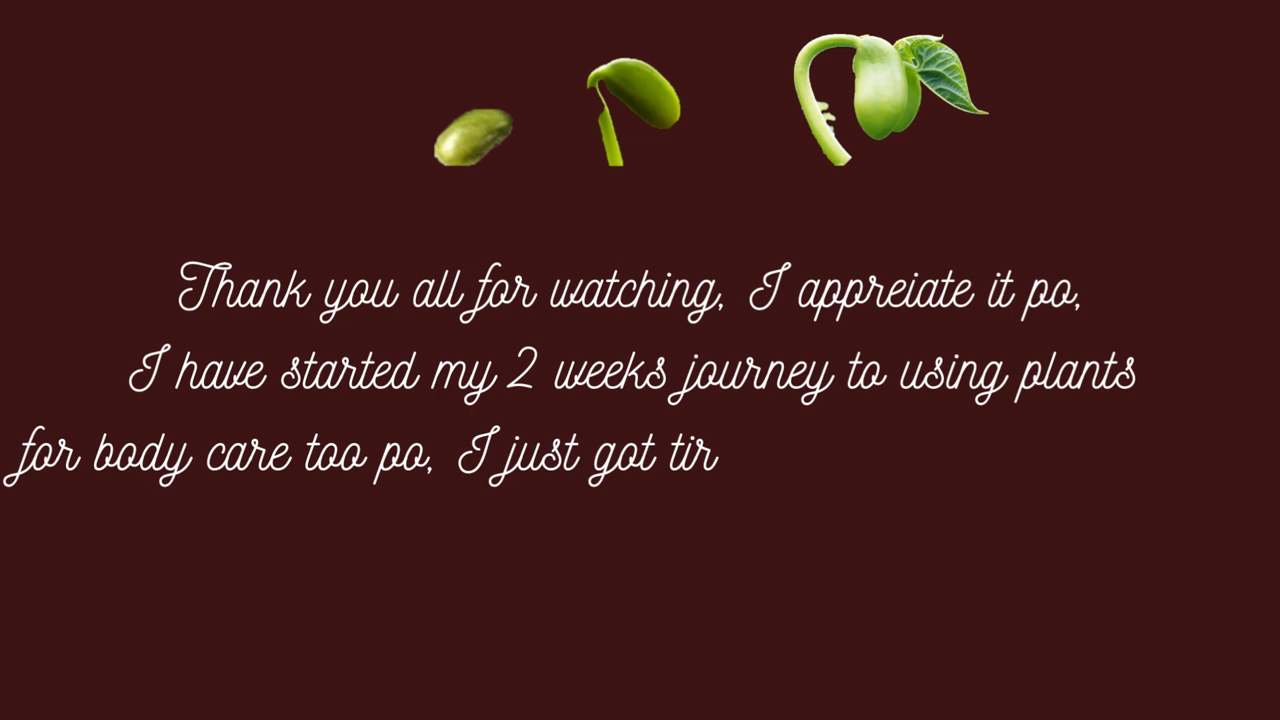 Thank you all for watching, I appreiate it po,
I have started my 2 weeks journey to using plants
for body care too po, I just got tir